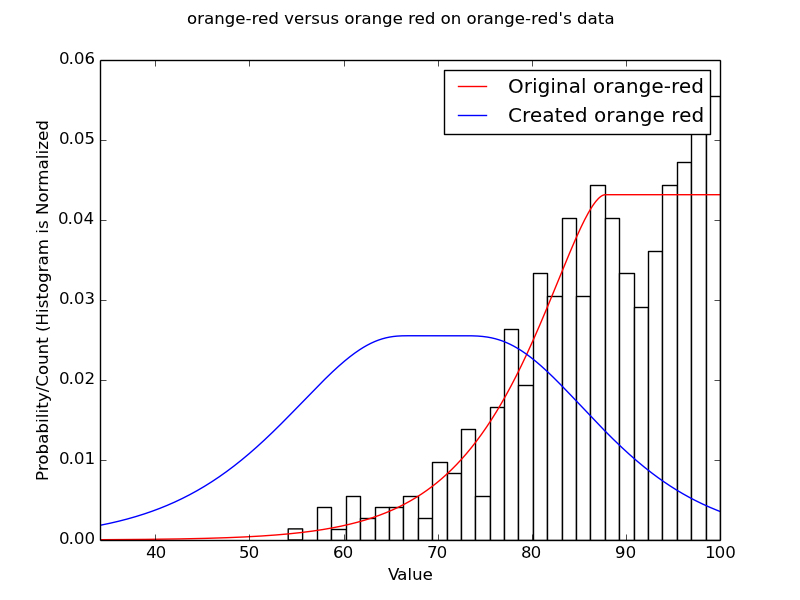 orange-red versus orange red on orange-red's data
0.06
0.05
0.04
0.03
0.02
0.01
0.00
Probability/Count (Histogram is Normalized
Original orange-red
Created orange red
40 50 60 70 80 90 100
Value